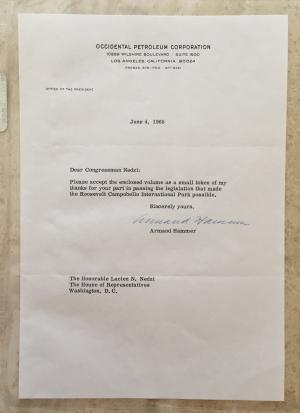 OCCIDENTAL PETROLEUM CORPORATION
10889 WILSHIRE BOULEVARD · SUITE 1500
LOS ANGELES, CALIFORNIA 90024
OFFICE OF THE PRESIDENT
June 4, 1965
Dear Congressman Nedzi:
Please accept the enclosed volume as a small token of my
thanks for your part in passing the legislation that made
the Roosevelt Campobello International Park possible.
Sincerely yours,
Armand Hammer
Armand Hammer
The Honorable Lucien N. Nedzi
The House of Representatives
Washington, D. C.